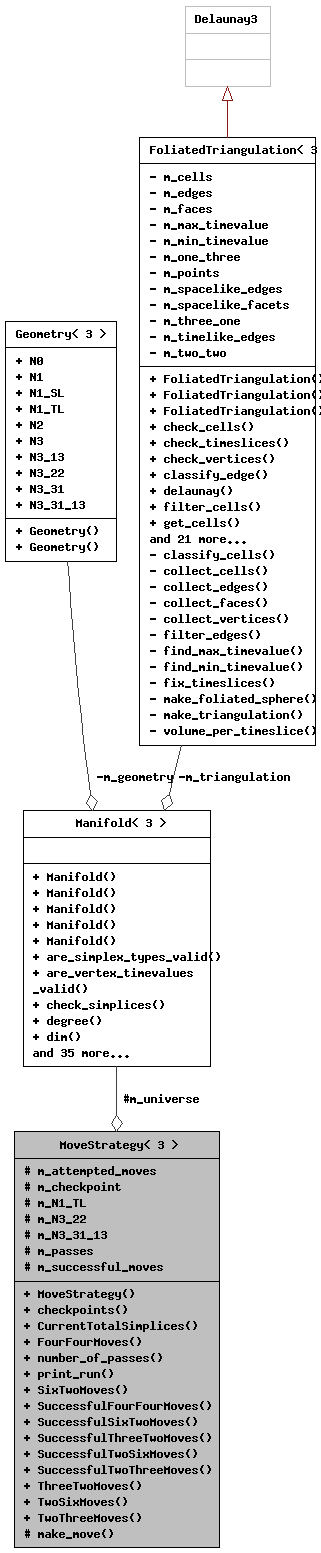 Delaunay3
FoliatedTriangulation< 3
- m_cells
- m_edges
- m_faces
- m_max_timevalue
- m_min_timevalue
- m_one_three
- m_points
- m_spacelike_edges
- m_spacelike_facets
- m_three_one
- m_timelike_edges
- m_two_two
+ FoliatedTriangulation()
+ FoliatedTriangulation()
+ FoliatedTriangulation()
+ check_cells()
+ check_timeslices()
+ check_vertices()
+ classify_edge()
+ delaunay()
+ filter_cells()
+ get_cells()
and 21 more...
- classify_cells()
- collect_cells()
- collect_edges()
- collect_faces()
- collect_vertices()
- filter_edges()
- find_max_timevalue()
- find_min_timevalue()
- fix_timeslices()
- make_foliated_sphere()
- make_triangulation()
- volume_per_timeslice()
Geometry< 3 >
+ N0
+ N1
+ N1_SL
+ N1_TL
+ N2
+ N3
+ N3_13
+ N3_22
+ N3_31
+ N3_31_13
+ Geometry()
+ Geometry()
-m_geometry
-m_triangulation
Manifold< 3 >
+ Manifold()
+ Manifold()
+ Manifold()
+ Manifold()
+ Manifold()
+ are_simplex_types_valid()
+ are_vertex_timevalues
_valid()
+ check_simplices()
+ degree()
+ dim()
and 35 more...
#m_universe
MoveStrategy< 3 >
# m_attempted_moves
# m_checkpoint
# m_N1_TL
# m_N3_22
# m_N3_31_13
# m_passes
# m_successful_moves
+ MoveStrategy()
+ checkpoints()
+ CurrentTotalSimplices()
+ FourFourMoves()
+ number_of_passes()
+ print_run()
+ SixTwoMoves()
+ SuccessfulFourFourMoves()
+ SuccessfulSixTwoMoves()
+ SuccessfulThreeTwoMoves()
+ SuccessfulTwoSixMoves()
+ SuccessfulTwoThreeMoves()
+ ThreeTwoMoves()
+ TwoSixMoves()
+ TwoThreeMoves()
# make_move()